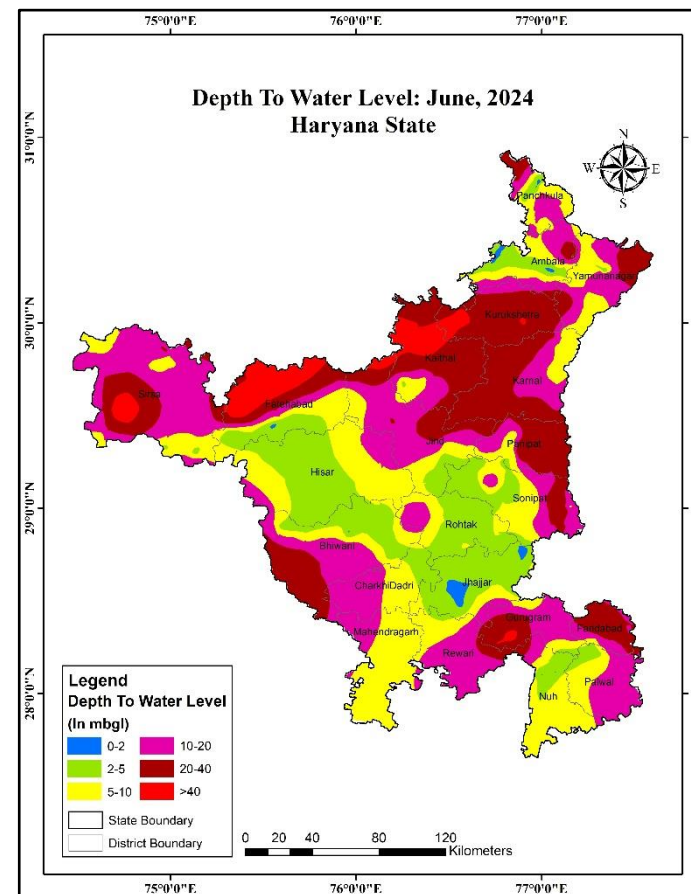 75°0'0"E 76°0'0"E 77°0'0"E
Depth To Water Level: June, 2024
Haryana State
N
W E
S
31°0'0"N
30°0'0"N
29°0'0"N
28°0'0"N
Panchkula
Ambala
Yamunanagar
Kurukshetra
Kaithal
Karnal
Sirsa
Fatehabad
Jind
Panipat
Hisar
Sonipat
Rohtak
Bhiwani
CharkhiDadri
Jhajjar
Mahendragarh
Gurugram
Faridabad
Rewari
Nuh
Palwal
Legend
Depth To Water Level
(In mbgl)
0-2 10-20
2-5 20-40
5-10 >40
State Boundary
District Boundary
0 20 40 80 120
Kilometers
75°0'0"E 76°0'0"E 77°0'0"E